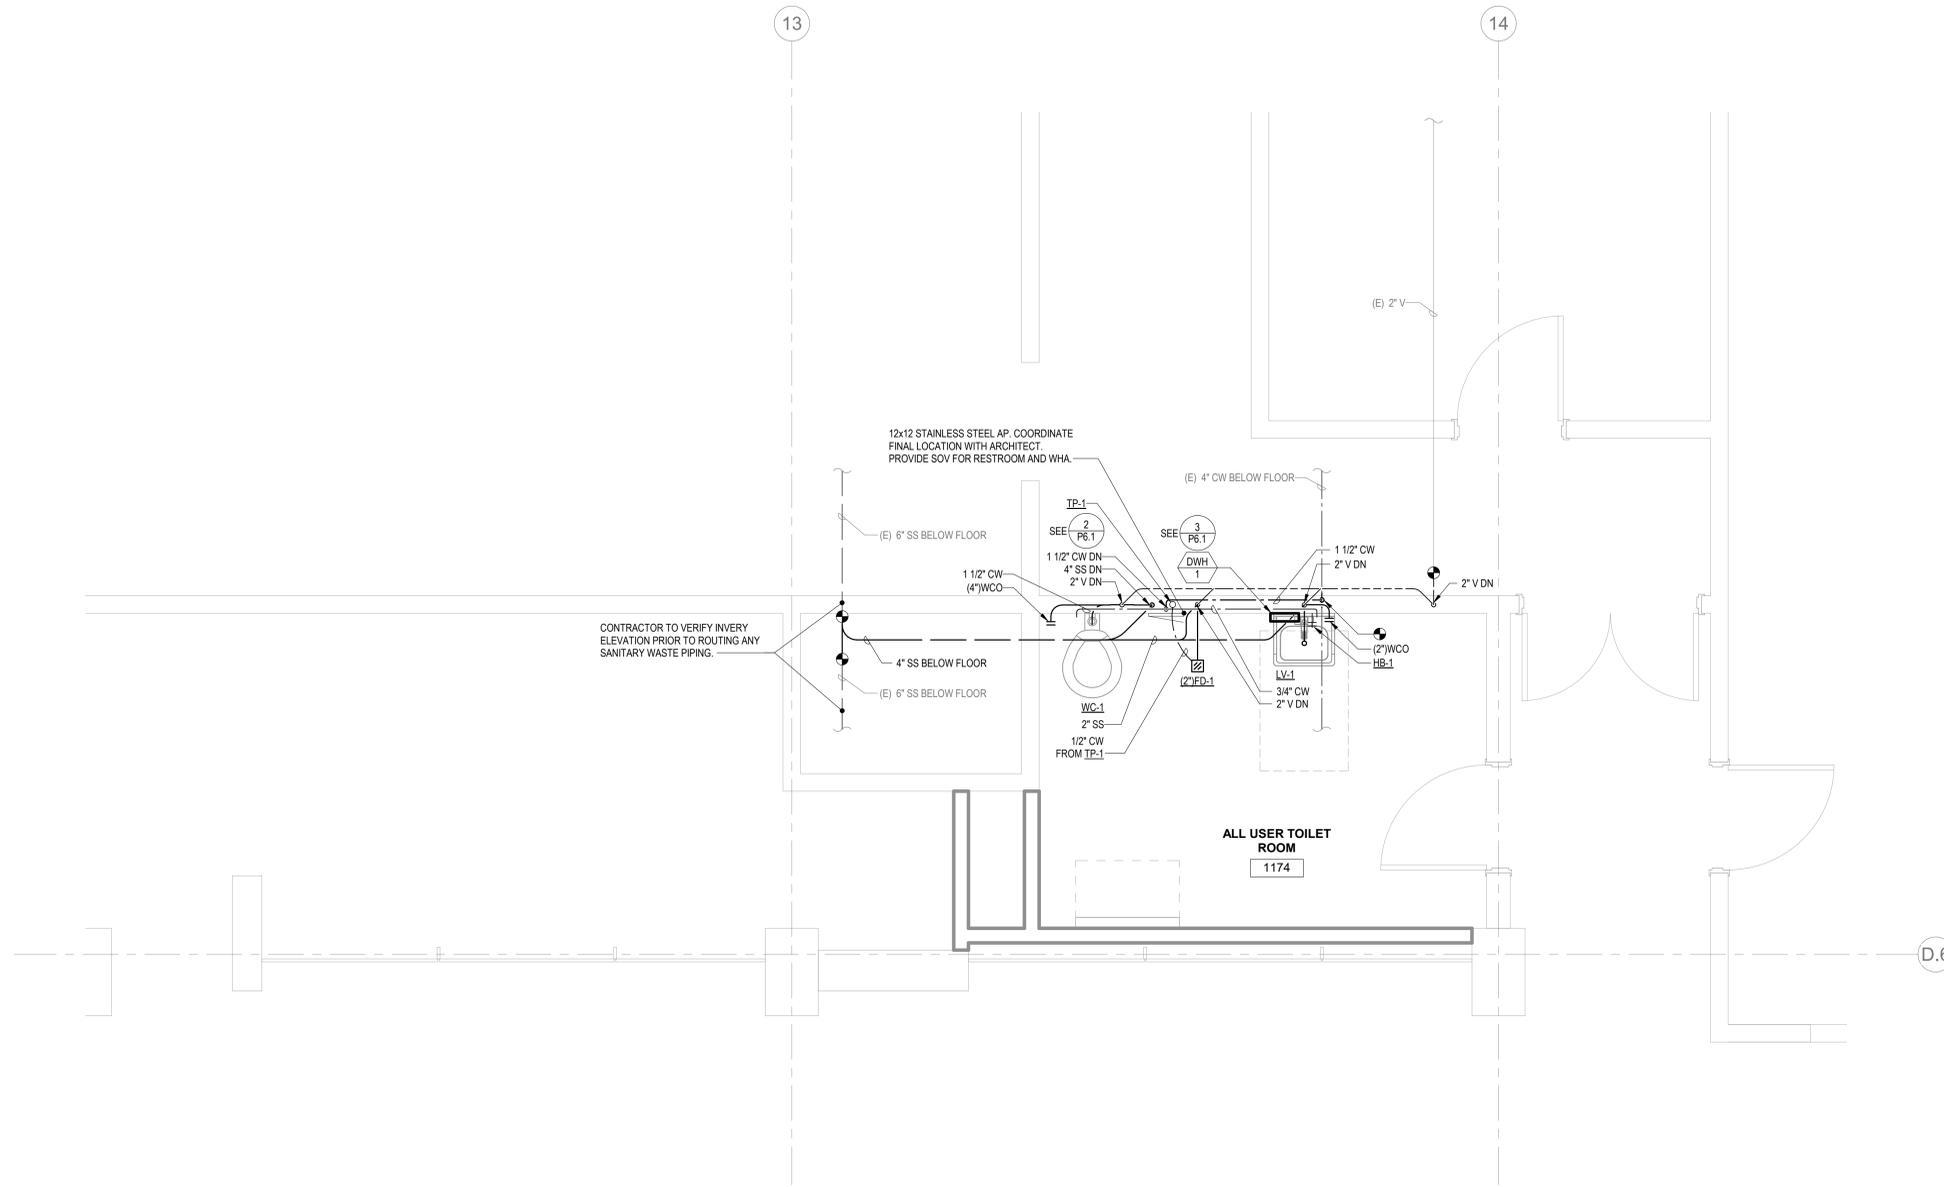 13
14
(E) 2" V
12x12 STAINLESS STEEL AP. COORDINATE
FINAL LOCATION WITH ARCHITECT.
PROVIDE SOV FOR RESTROOM AND WHA.
(E) 4" CW BELOW FLOOR
TP-1
SEE
2
P6.1
SEE
3
P6.1
(E) 6" SS BELOW FLOOR
1 1/2" CW DN
4" SS DN
2" V DN
DWH
1
1 1/2" CW
2" V DN
1 1/2" CW
(4")WCO
2" V DN
CONTRACTOR TO VERIFY INVERY
ELEVATION PRIOR TO ROUTING ANY
SANITARY WASTE PIPING.
4" SS BELOW FLOOR
(E) 6" SS BELOW FLOOR
(2")WCO
HB-1
(2")FD-1
LV-1
3/4" CW
2" V DN
WC-1
2" SS
1/2" CW
FROM TP-1
ALL USER TOILET
ROOM
1174